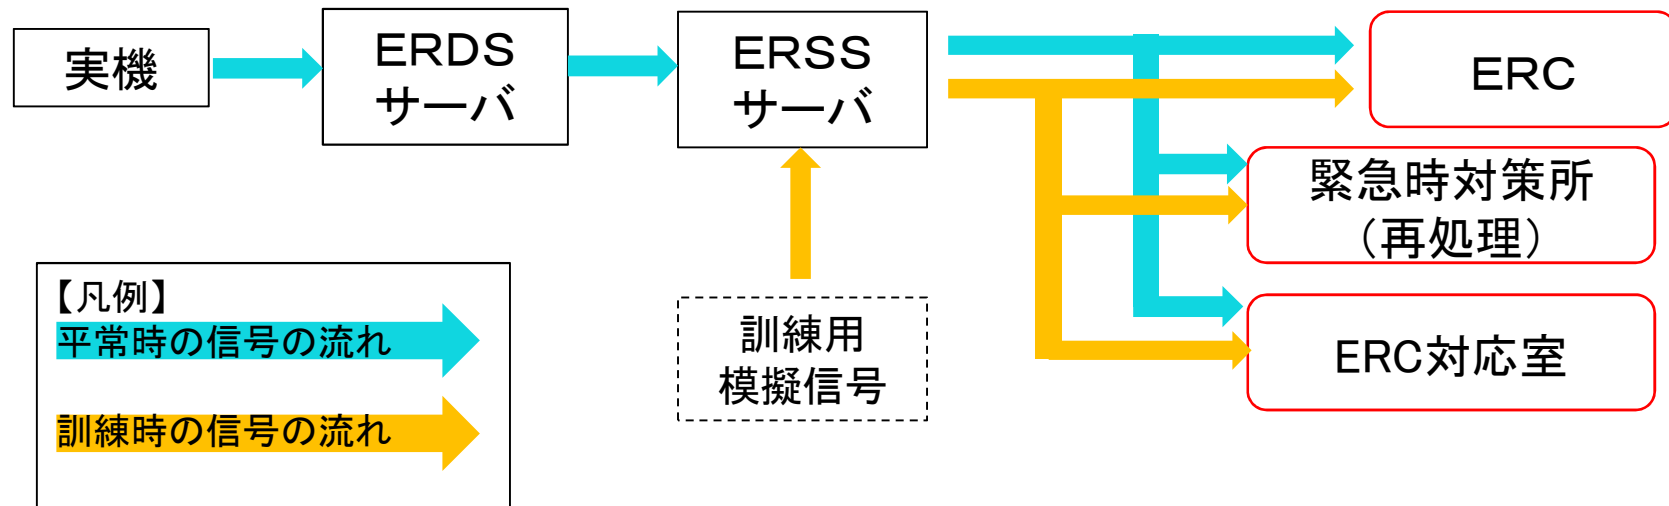 実機
ERDS
サーバ
ERSS
サーバ
ERC
緊急時対策所
（再処理）
ERC対応室
訓練用
模擬信号
【凡例】
平常時の信号の流れ
訓練時の信号の流れ